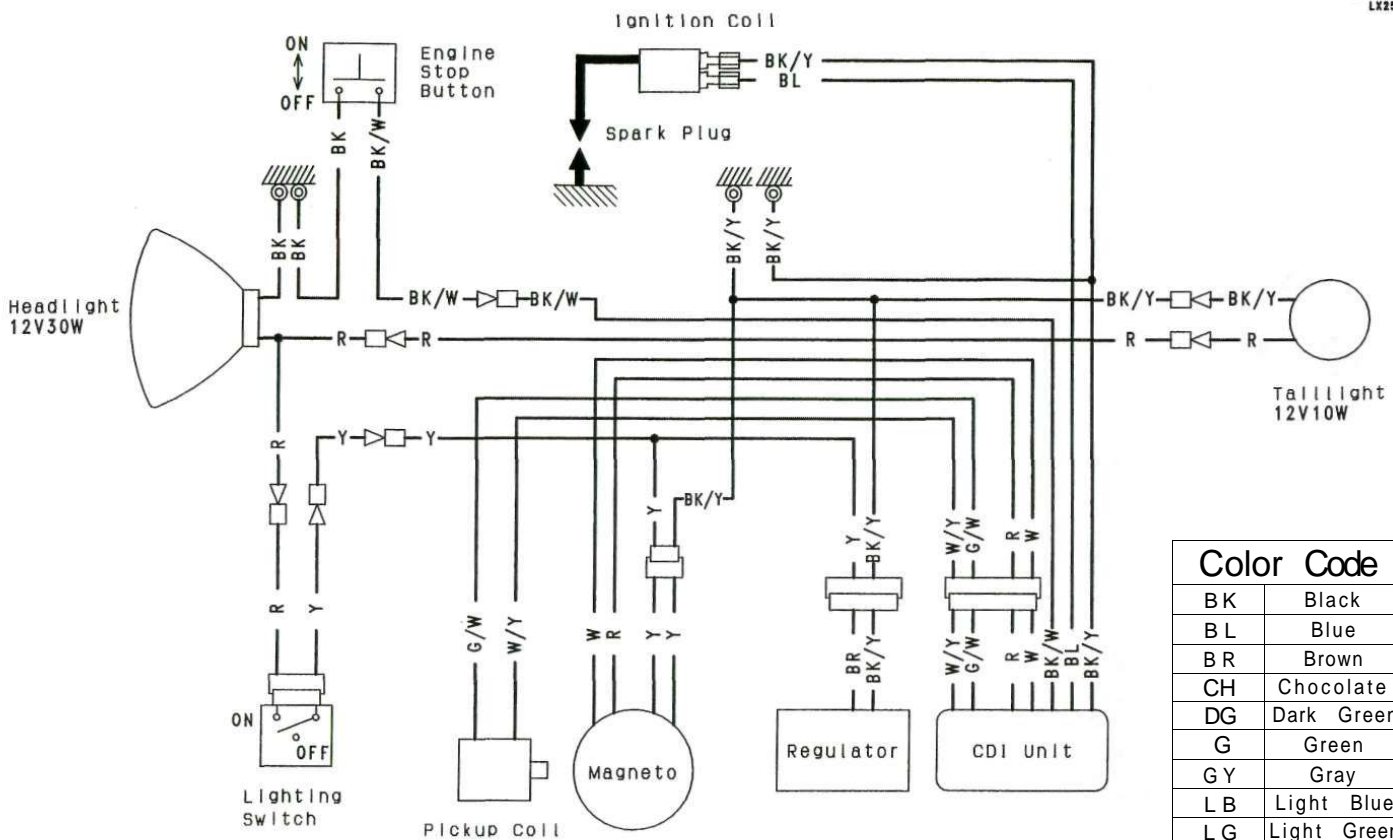 LX25
Ignition Coil
ON
OFF
Engine
Stop
Button
BK/Y
BL
BK
BK/W
Spark Plug
BK
BK
BK/Y
BK/Y
Headlight
12V30W
BK/W
BK/W
BK/Y
BK/Y
R
R
R
R
Taillight
12V10W
R
Y
Y
Y
BK/Y
Y
BK/Y
W/Y
G/W
R
W
R
Y
G/W
W/Y
W
R
Y
Y
BR
BK/Y
W/Y
G/W
R
W
BK/W
BL
BK/Y
ON
OFF
Lighting
Switch
Pickup Coil
Magneto
Regulator
CDI Unit
Color Code
BK Black
BL Blue
BR Brown
CH Chocolate
DG Dark Green
G Green
GY Gray
LB Light Blue
LG Light Green